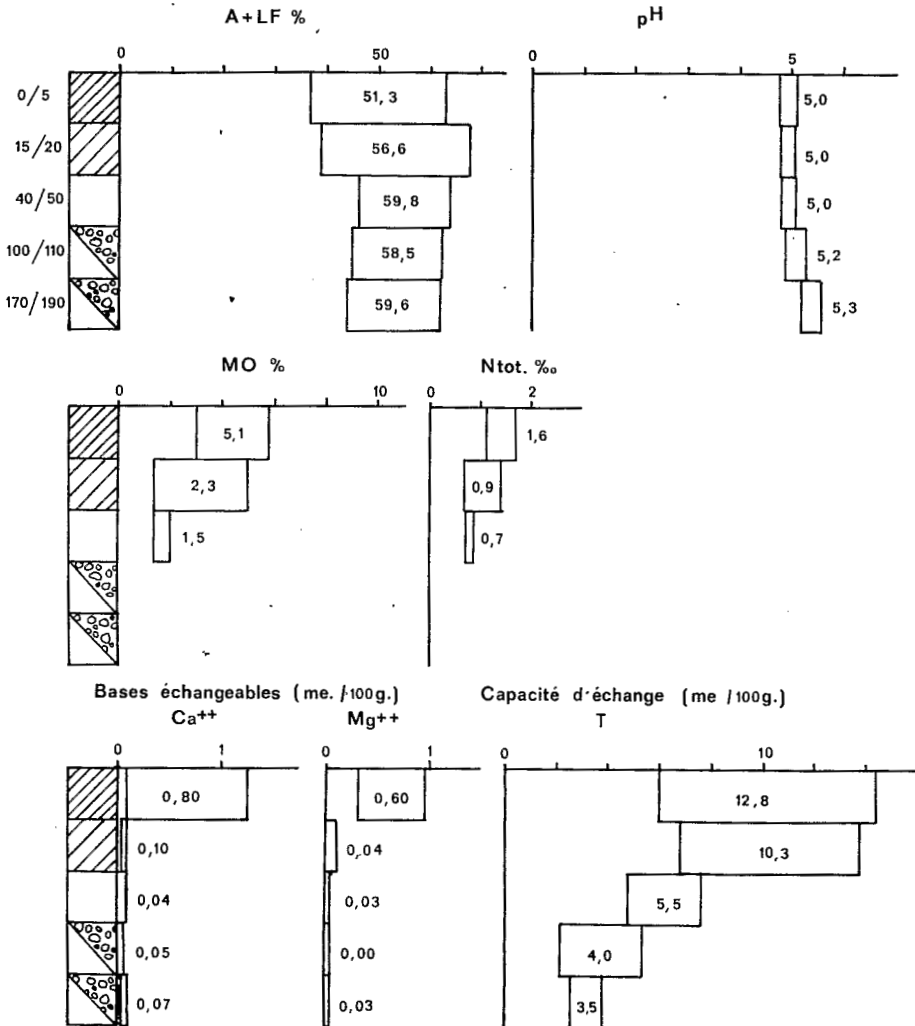 A+LF % pH
0 50 0 5
0/5 51,3 5,0
15/20 56,6 5,0
40/50 59,8 5,0
100/110 58,5 5,2
170/190 59,6 5,3
MO % Ntot. ‰
0 10 0 2
5,1 1,6
2,3 0,9
1,5 0,7
Bases échangeables (me./100g.) Capacité d'échange (me /100g.)
Ca++ Mg++ T
0 1 0 1 0 10
0,80 0,60 12,8
0,10 0,04 10,3
0,04 0,03 5,5
0,05 0,00 4,0
0,07 0,03 3,5